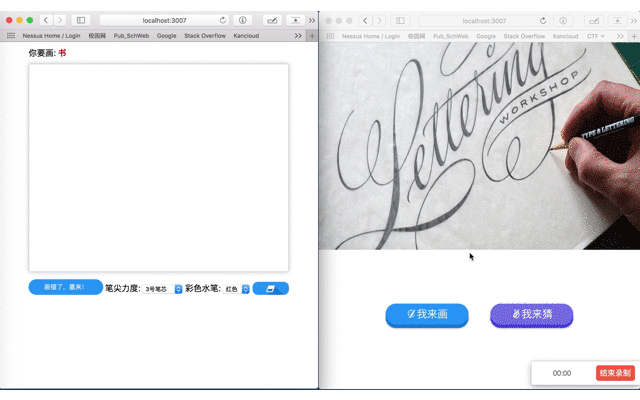 localhost:3007
Nessus Home / Login 校园网 Pub_SchWeb Google Stack Overflow Kancloud
你要画: 书
画错了，重来! 笔尖力度: 3号笔芯 彩色水笔: 红色
localhost:3007
Nessus Home / Login 校园网 Pub_SchWeb Google Stack Overflow Kancloud CTF
Lettering
WORKSHOP
TYPE & LETTERING
我来画 我来猜
00:00 结束录制